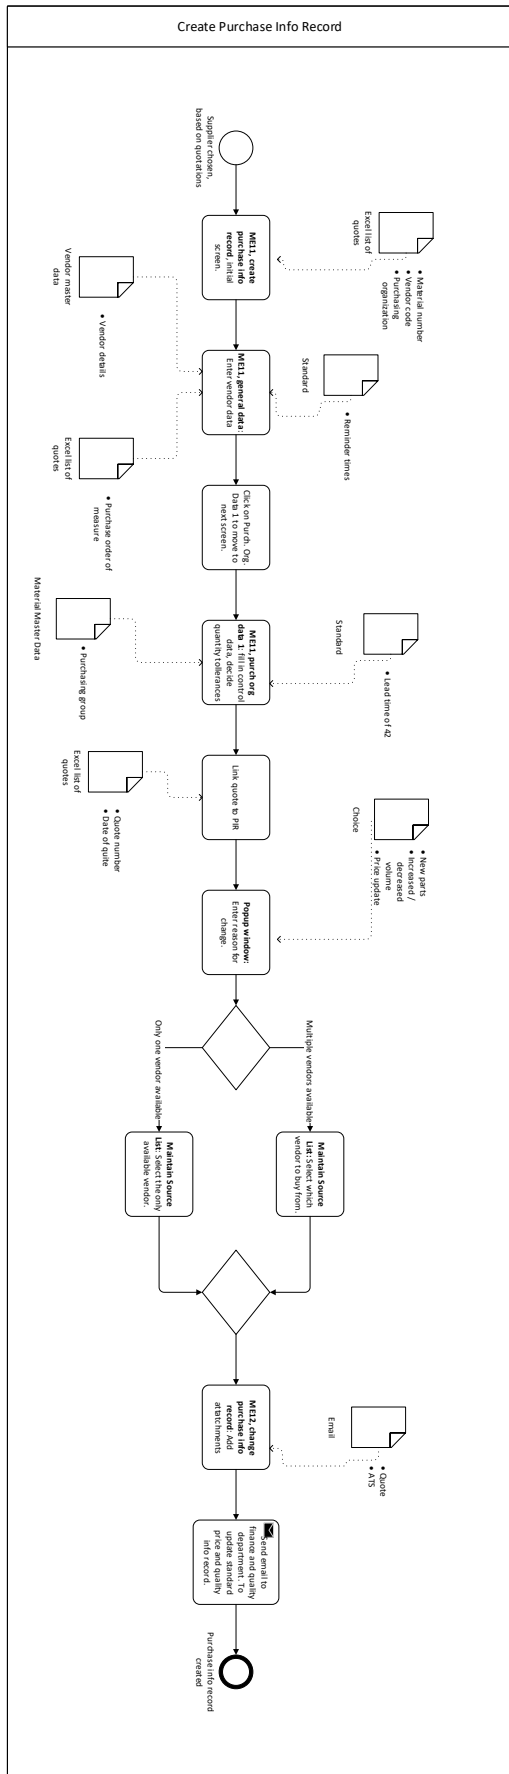 Create Purchase Info Record
Supplier chosen,
based on quotations
Excel list of
quotes
• Material number
• Vendor code
• Purchasing
organization
ME11, create
purchase info
record, initial
screen.
Vendor master
data
• Vendor details
Standard
• Reminder times
ME11, general data:
Enter vendor data
Excel list of
quotes
• Purchase order of
measure
Click on Purch. Org.
Data 1 to move to
next screen.
Material Master Data
• Purchasing group
Standard
• Lead time of 42
ME11, purch org
data 1: fill in control
data, decide
quantity tollerances
Excel list of
quotes
• Quote number
• Date of quite
Link quote to PIR
Choice
• New parts
• Increased /
decreased
volume
• Price update
Popup window:
Enter reason for
change.
Multiple vendors available
Only one vendor available
Maintain Source
List: Select which
vendor to buy from.
Maintain Source
List: Select the only
available vendor.
Email
• Quote
• ATS
ME12, change
purchase info
record: Add
attatchments
Send email to
finance and quality
department. To
update standard
price and quality
info record.
Purchase info record
created